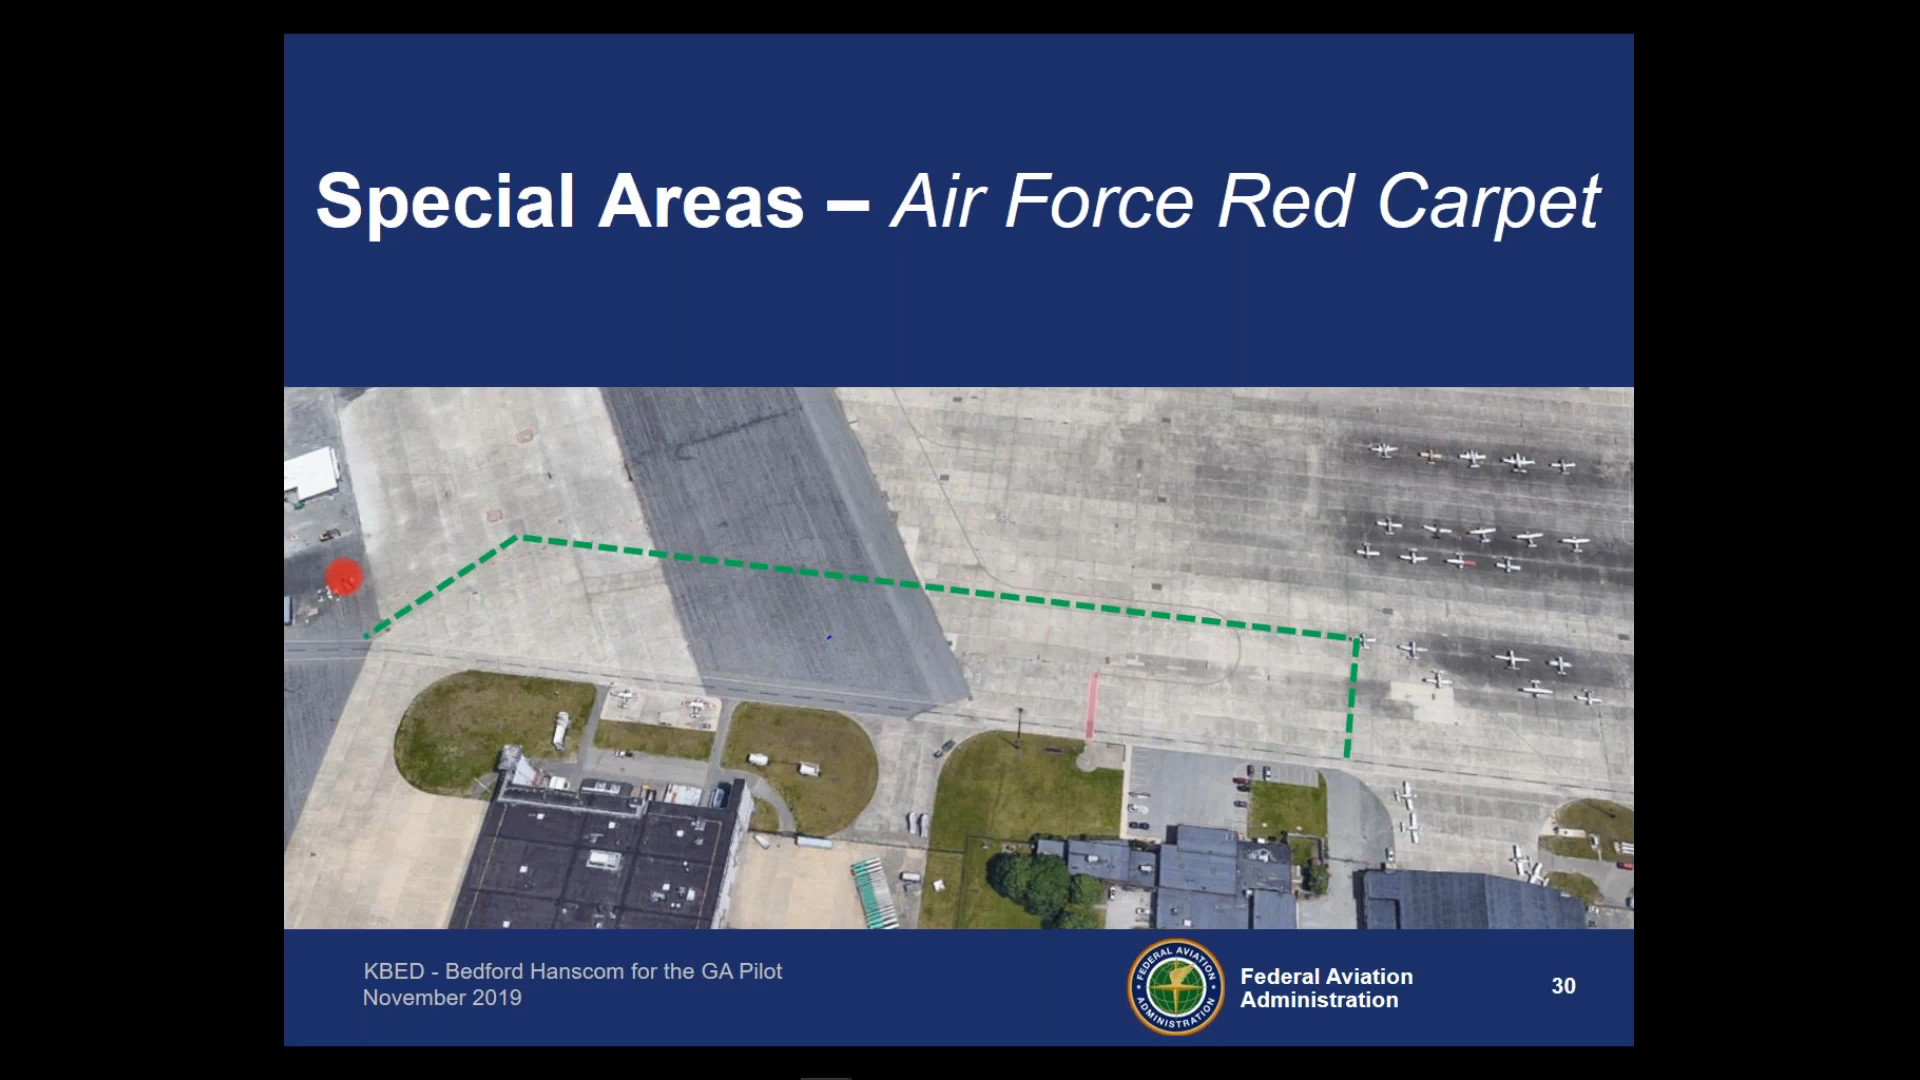 Special Areas – Air Force Red Carpet
KBED - Bedford Hanscom for the GA Pilot
November 2019
FEDERAL AVIATION
ADMINISTRATION
Federal Aviation
Administration
30